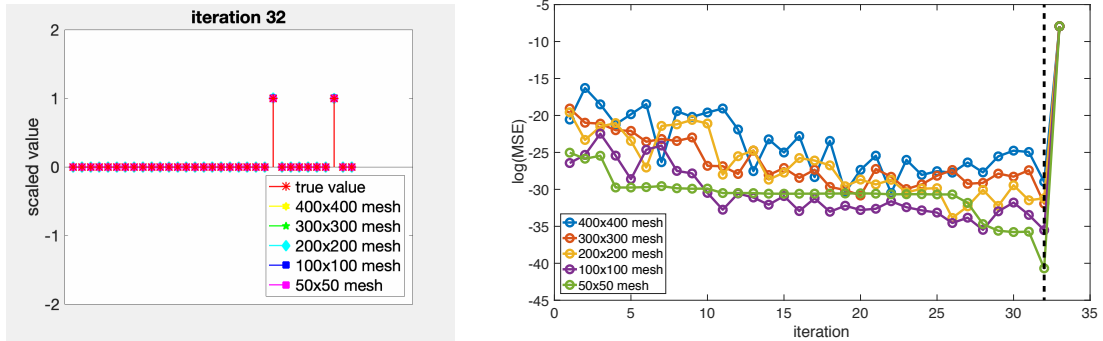 iteration 32
scaled value
2
1
0
-1
-2
true value
400x400 mesh
300x300 mesh
200x200 mesh
100x100 mesh
50x50 mesh
log(MSE)
-5
-10
-15
-20
-25
-30
-35
-40
-45
400x400 mesh
300x300 mesh
200x200 mesh
100x100 mesh
50x50 mesh
0 5 10 15 20 25 30 35
iteration